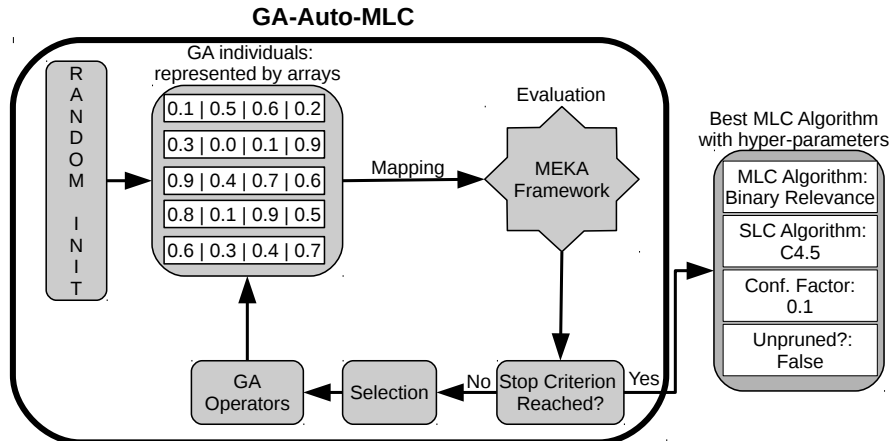 GA-Auto-MLC
RANDOM INIT
GA individuals:
represented by arrays
0.1 | 0.5 | 0.6 | 0.2
0.3 | 0.0 | 0.1 | 0.9
0.9 | 0.4 | 0.7 | 0.6
0.8 | 0.1 | 0.9 | 0.5
0.6 | 0.3 | 0.4 | 0.7
Mapping
Evaluation
MEKA
Framework
Best MLC Algorithm
with hyper-parameters
MLC Algorithm:
Binary Relevance
SLC Algorithm:
C4.5
Conf. Factor:
0.1
Unpruned?:
False
GA
Operators
Selection
No
Stop Criterion
Reached?
Yes